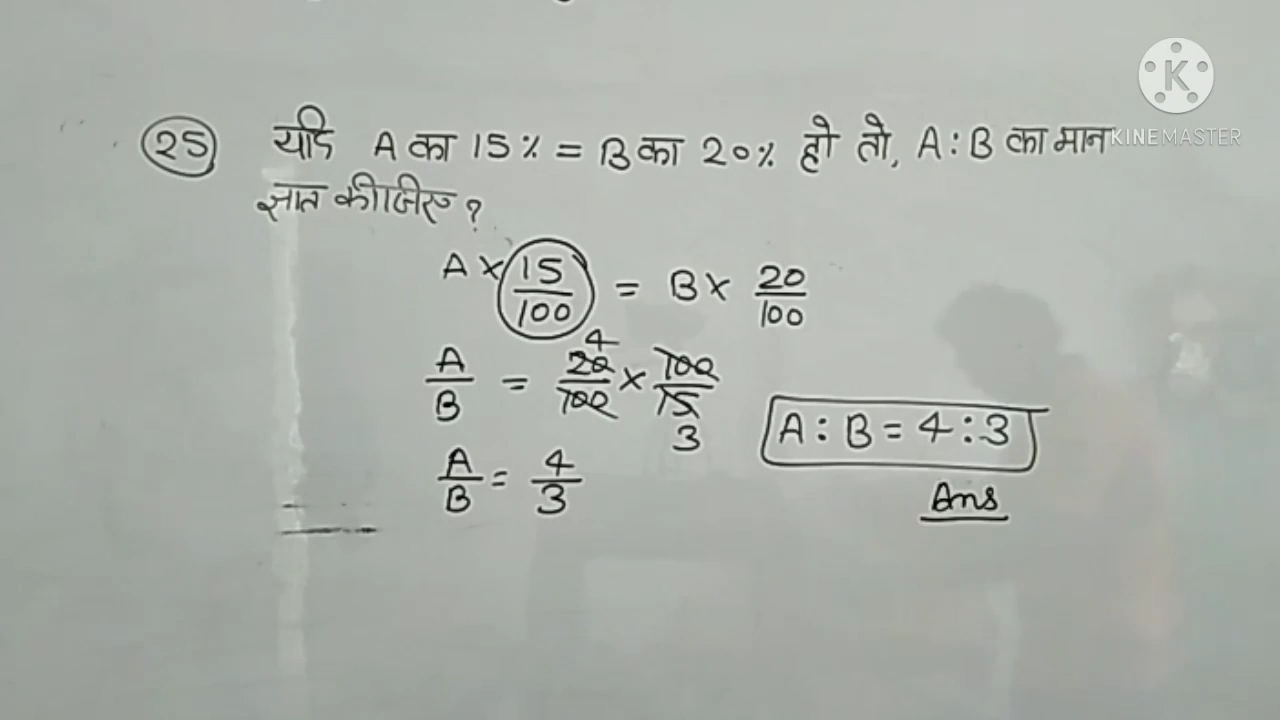 KINEMASTER
(25) यदि A का 15% = B का 20% हो तो, A : B का मान
ज्ञात कीजिए ?
A × 15/100 = B × 20/100
A/B = 20/100 × 100/15
4
3
A/B = 4/3
A : B = 4 : 3
Ans